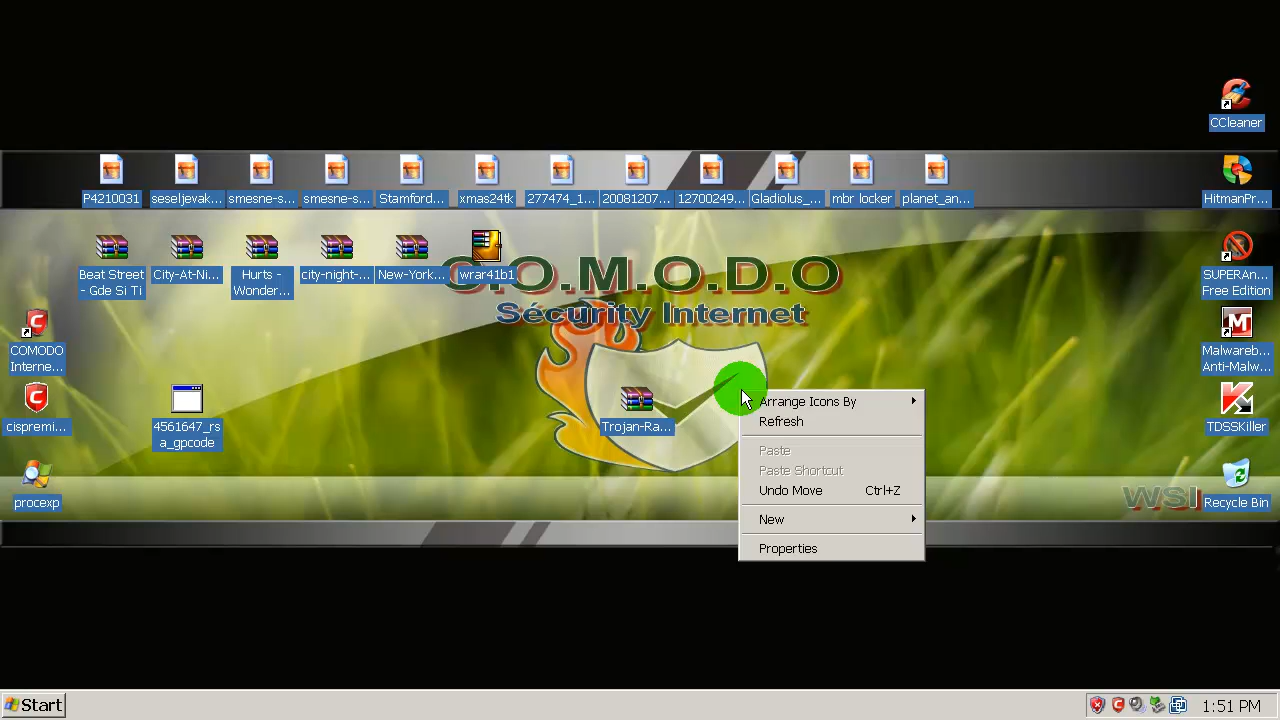 CCleaner
P4210031
seseljevak...
smesne-s...
smesne-s...
Stamford...
xmas24tk
277474_1...
20081207...
12700249...
Gladiolus_...
mbr locker
planet_an...
HitmanPr...
Beat Street
- Gde Si Ti
City-At-Ni...
Hurts -
Wonder...
city-night-...
New-York...
wrar41b1
C.O.M.O.D.O
Sécurity Internet
SUPERAn...
Free Edition
COMODO
Interne...
Malwareb...
Anti-Malw...
cispremi...
4561647_rs
a_gpcode
Trojan-Ra...
TDSSKiller
procexp
WSI
Recycle Bin
Arrange Icons By
Refresh
Paste
Paste Shortcut
Undo Move Ctrl+Z
New
Properties
Start
1:51 PM